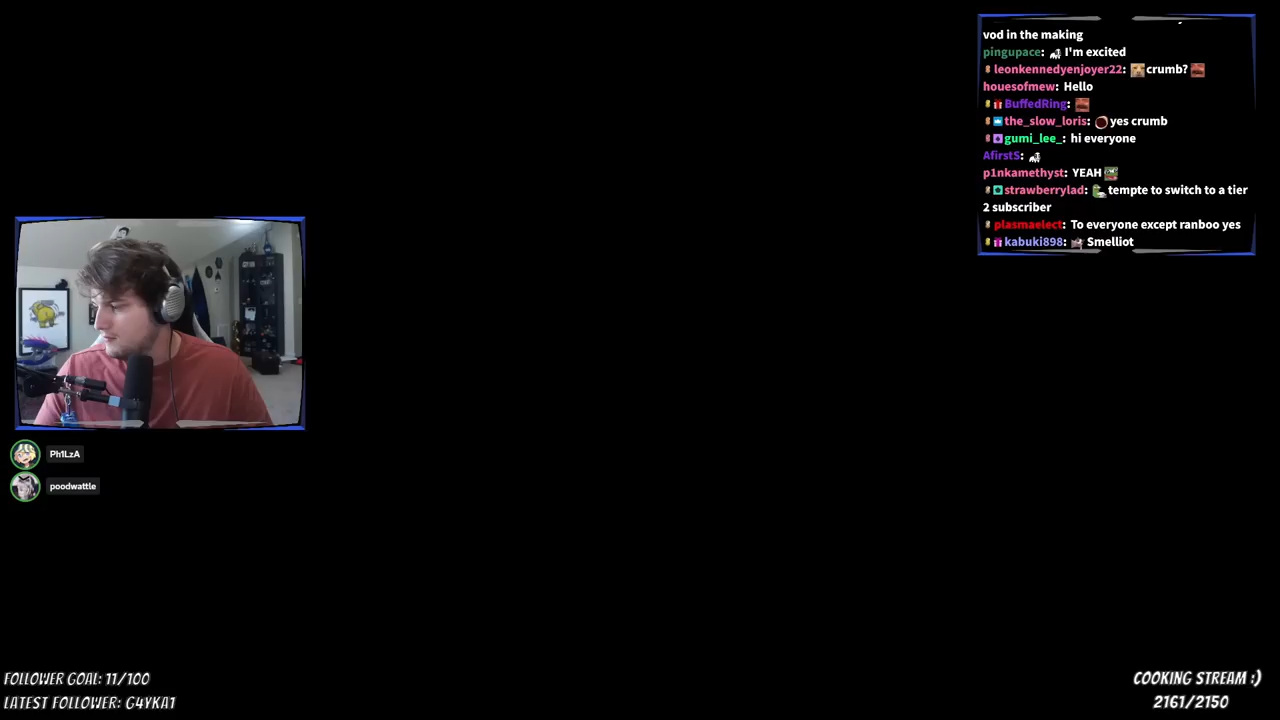 vod in the making
pingupace: I'm excited
leonkennedyenjoyer22: crumb?
houesofmew: Hello
BuffedRing:
the_slow_loris: yes crumb
gumi_lee_: hi everyone
AfirstS:
p1nkamethyst: YEAH
strawberrylad: tempte to switch to a tier
2 subscriber
plasmaelect: To everyone except ranboo yes
kabuki898: Smelliot
Ph1LzA
poodwattle
FOLLOWER GOAL: 11/100
LATEST FOLLOWER: G4YKA1
COOKING STREAM :)
2161/2150